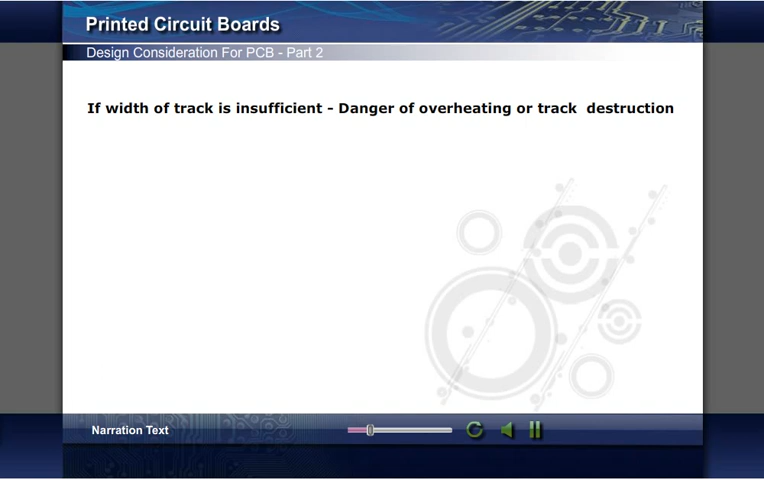 Printed Circuit Boards
Design Consideration For PCB - Part 2
If width of track is insufficient - Danger of overheating or track destruction
Narration Text